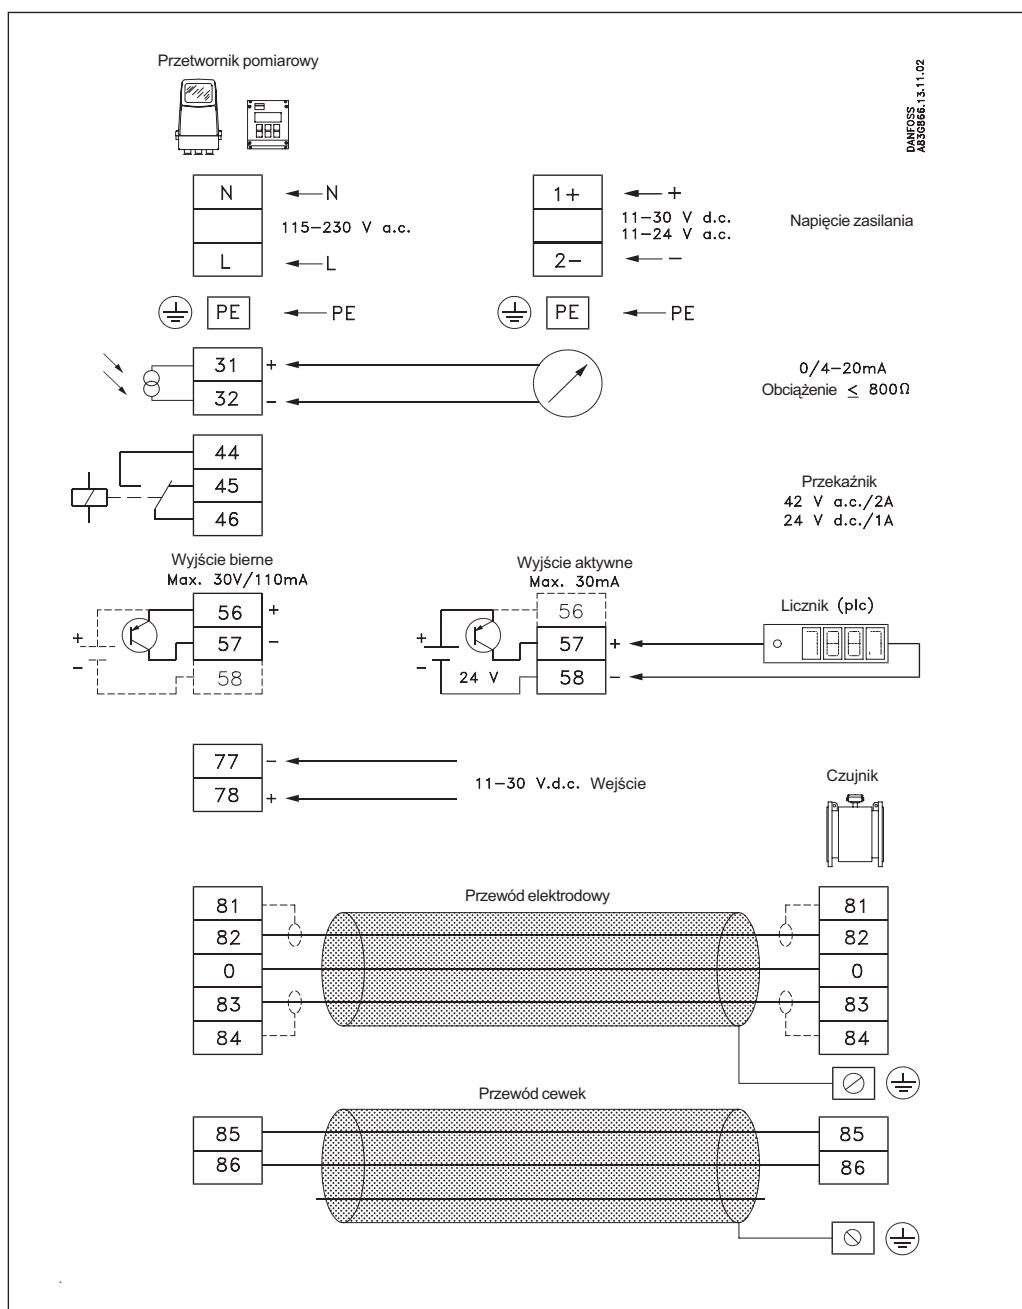 Przetwornik pomiarowy
DANFOSS
A83G866.13.11.02
N ← N
115–230 V a.c.
L ← L
1+ ← +
11–30 V d.c.
11–24 V a.c.
2– ← –
Napięcie zasilania
PE ← PE
PE ← PE
31 +
32 –
0/4–20mA
Obciążenie ≤ 800Ω
44
45
46
Przekaźnik
42 V a.c./2A
24 V d.c./1A
Wyjście bierne
Max. 30V/110mA
+ –
56 +
57 –
58
Wyjście aktywne
Max. 30mA
+ –
24 V
56
57 +
58 –
Licznik (plc)
77 –
78 +
11–30 V.d.c. Wejście
Czujnik
Przewód elektrodowy
81 81
82 82
0 0
83 83
84 84
Przewód cewek
85 85
86 86